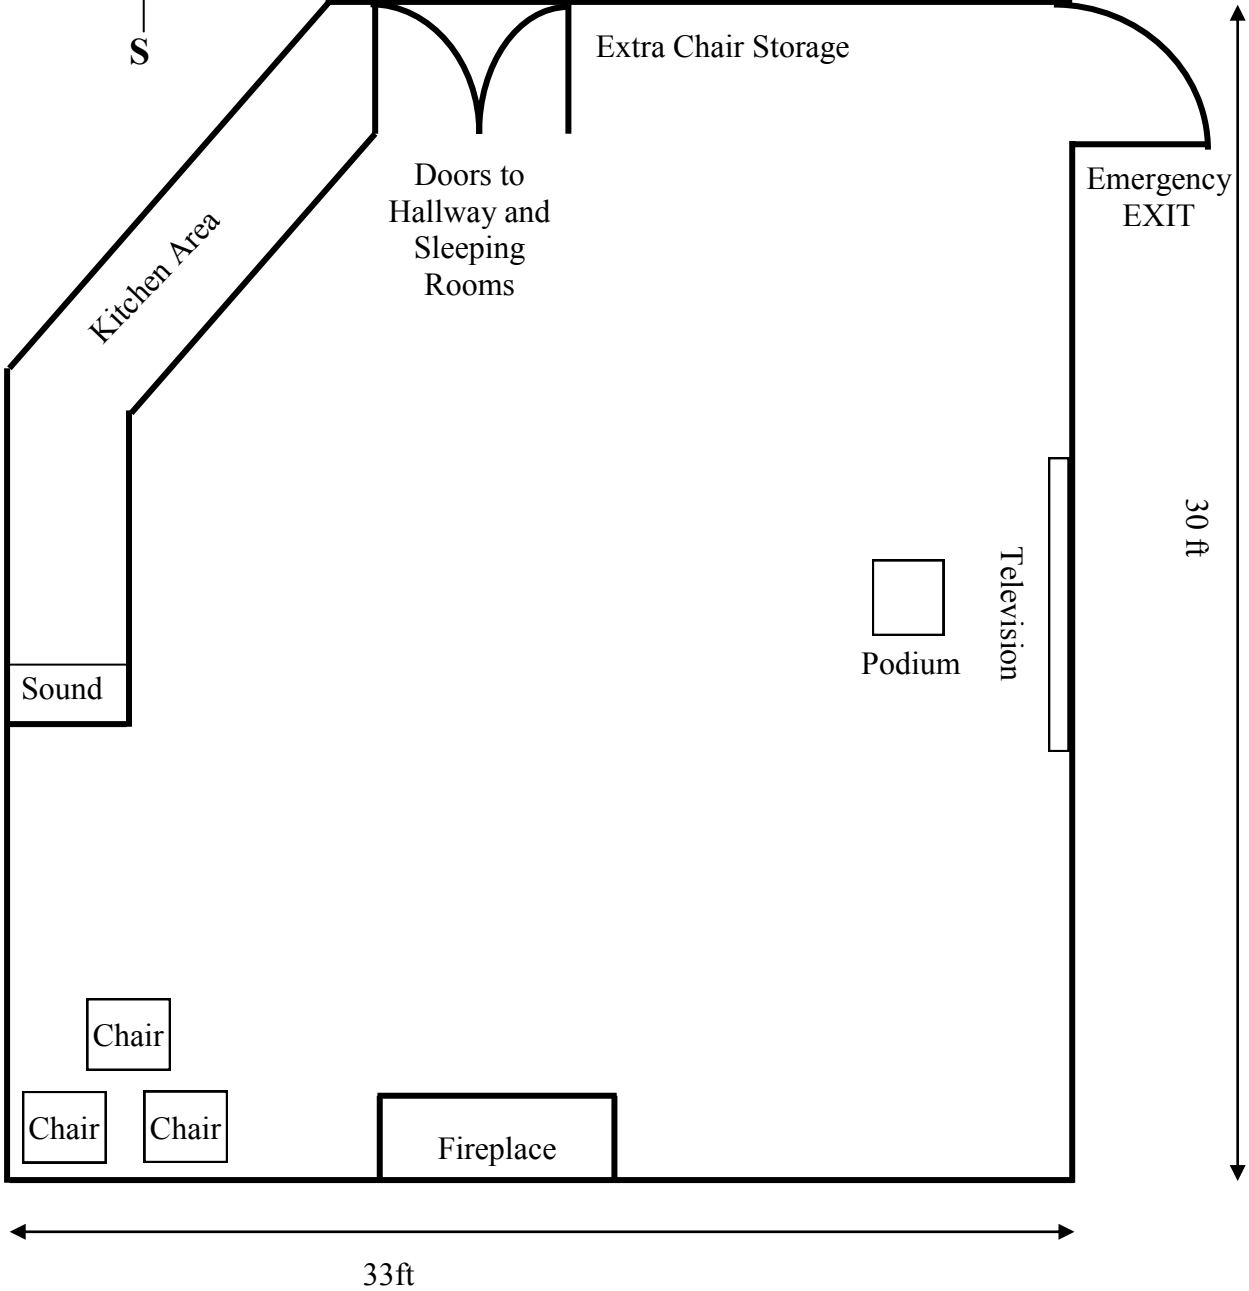 S
Extra Chair Storage
Doors to
Hallway and
Sleeping
Rooms
Emergency
EXIT
Kitchen Area
30 ft
Television
Podium
Sound
Chair
Chair
Chair
Fireplace
33ft